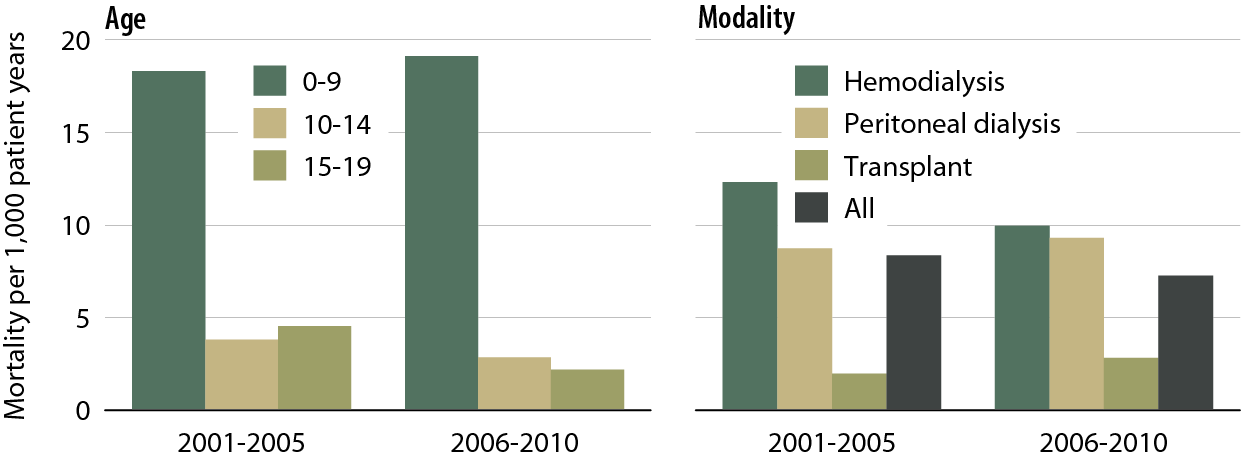 Age
Modality
Mortality per 1,000 patient years
20
15
10
5
0
0-9
10-14
15-19
2001-2005
2006-2010
Hemodialysis
Peritoneal dialysis
Transplant
All
2001-2005
2006-2010